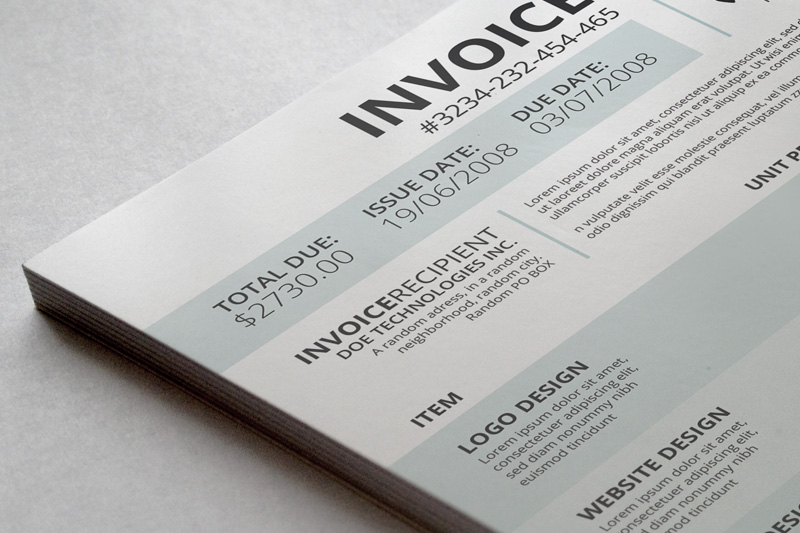 INVOICE
#3234-232-454-465
TOTAL DUE:
$2730.00
ISSUE DATE:
19/06/2008
DUE DATE:
03/07/2008
INVOICERECIPIENT
DOE TECHNOLOGIES INC.
A random adress, in a random
neighborhood, random city,
Random PO BOX
Lorem ipsum dolor sit amet, consectetuer adipiscing elit, sed
ut laoreet dolore magna aliquam erat volutpat. Ut wisi enim
ullamcorper suscipit lobortis nisl ut aliquip ex ea
n vulputate velit esse molestie consequat, vel illum
odio dignissim qui blandit praesent luptatum
ITEM
UNIT
LOGO DESIGN
Lorem ipsum dolor sit amet,
consectetuer adipiscing elit,
sed diam nonummy nibh
euismod tincidunt
WEBSITE DESIGN
Lorem ipsum dolor sit amet,
consectetuer adipiscing elit,
sed diam nonummy nibh
euismod tincidunt